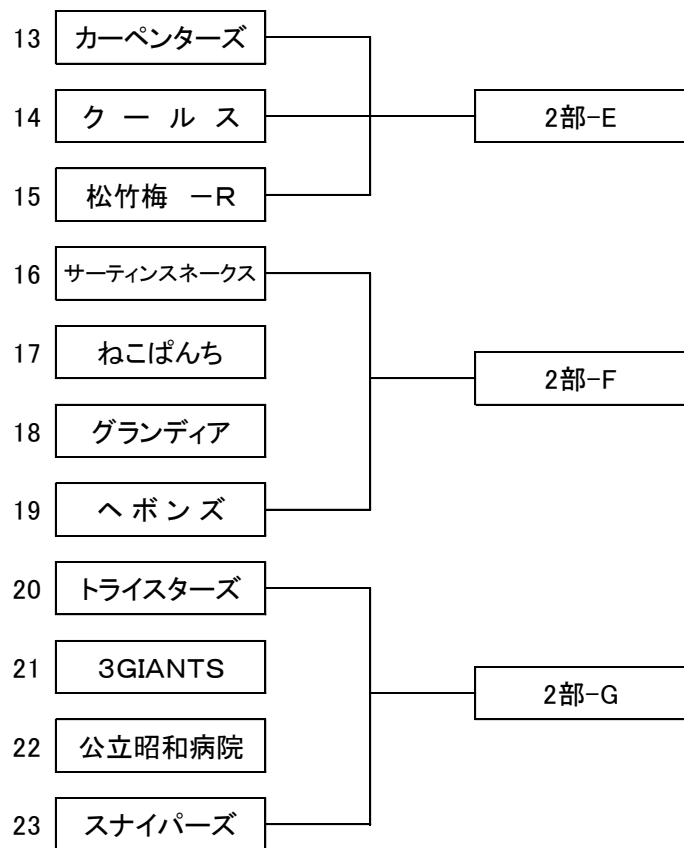 13 カーペンターズ
14 ク ー ル ス
2部-E
15 松竹梅 －R
16 サーティンスネークス
17 ねこぱんち
2部-F
18 グランディア
19 ヘ ボ ン ズ
20 トライスターズ
21 3GIANTS
2部-G
22 公立昭和病院
23 スナイパーズ